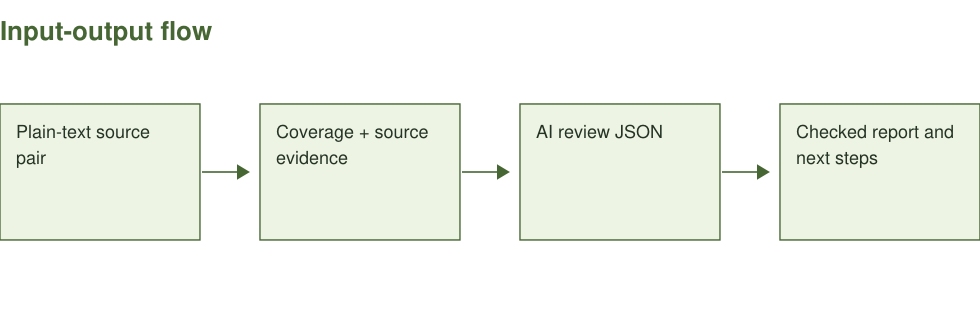 Input-output flow
Plain-text source
pair
Coverage + source
evidence
AI review JSON
Checked report and
next steps